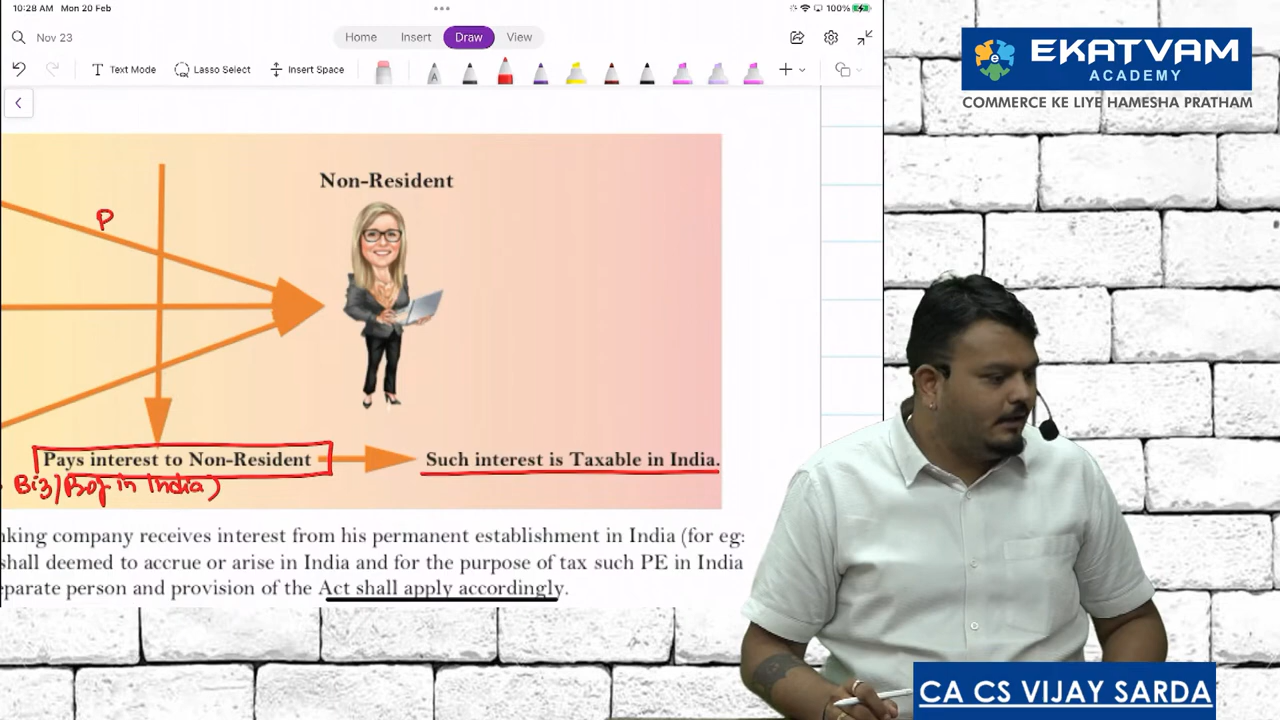 10:28 AM Mon 20 Feb
100%
Nov 23
Home Insert Draw View
Text Mode Lasso Select Insert Space
EKATVAM
ACADEMY
COMMERCE KE LIYE HAMESHA PRATHAM
Non-Resident
P
Pays interest to Non-Resident
Such interest is Taxable in India.
in India)
nking company receives interest from his permanent establishment in India (for eg:
shall deemed to accrue or arise in India and for the purpose of tax such PE in India
eparate person and provision of the Act shall apply accordingly.
CA CS VIJAY SARDA